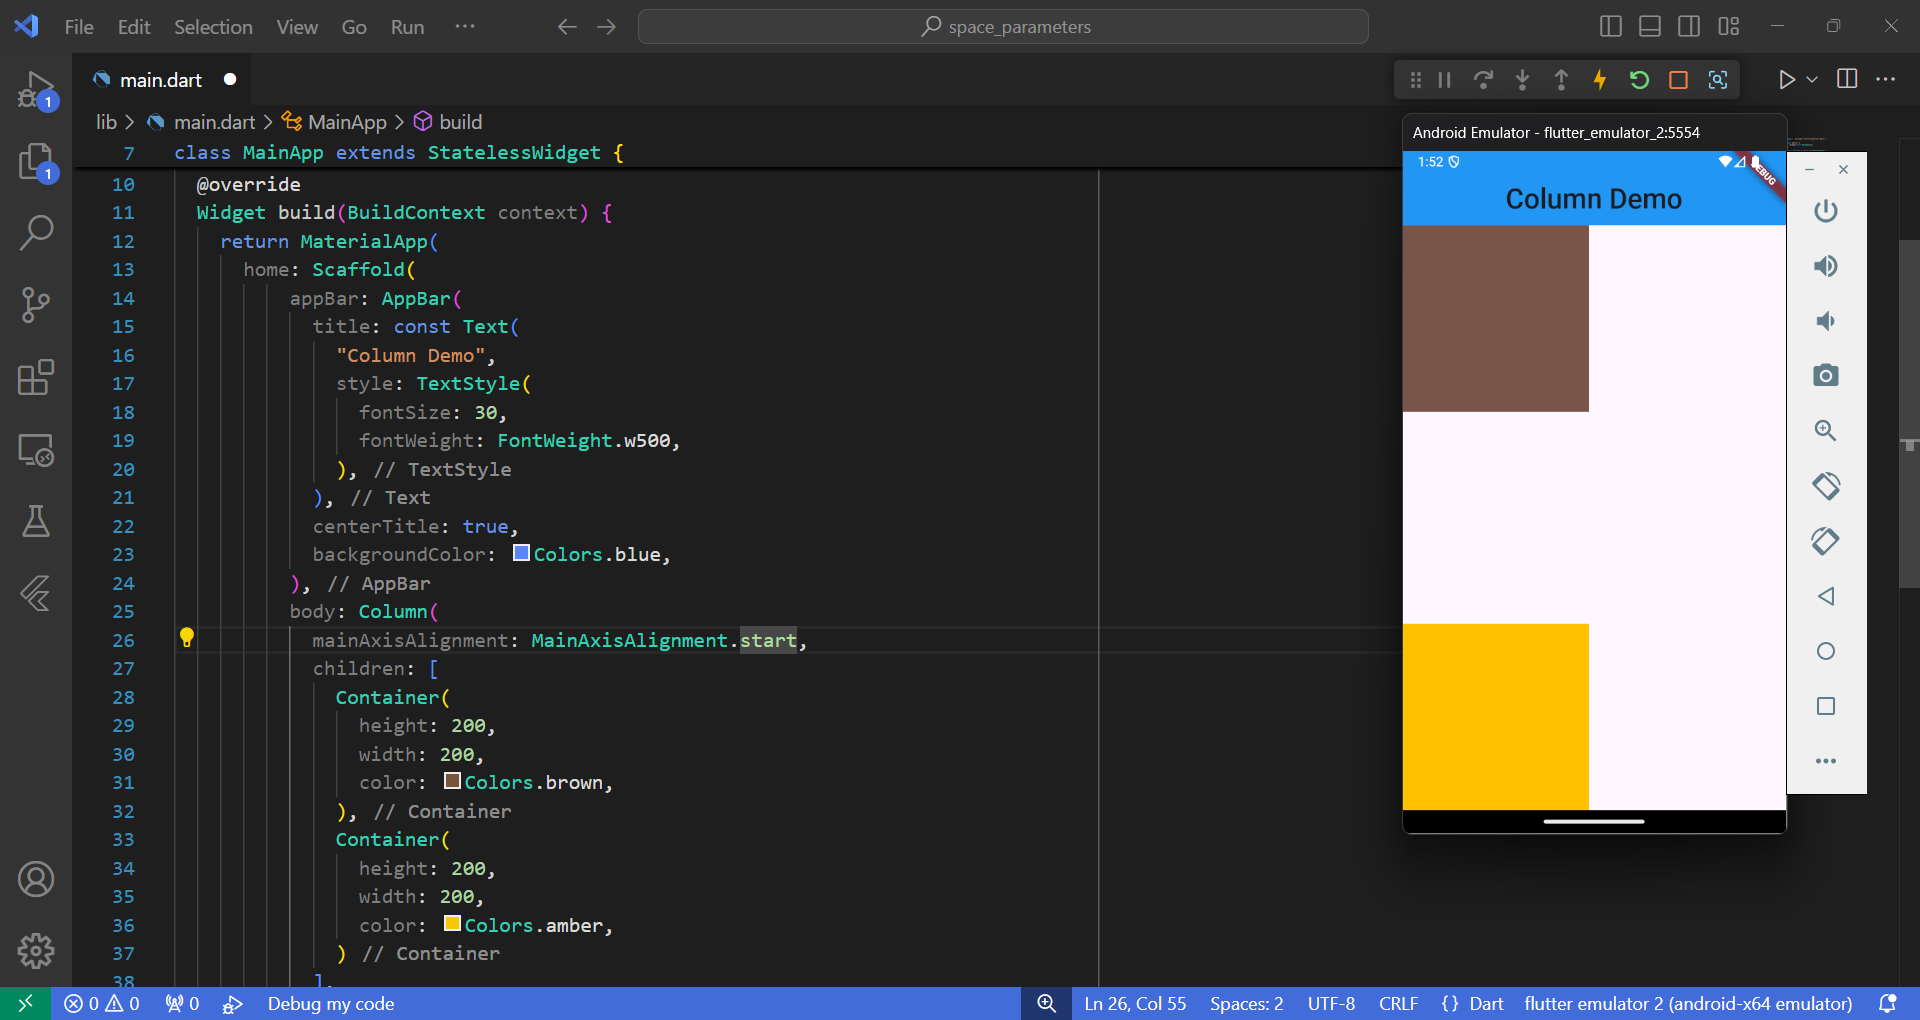 File Edit Selection View Go Run ···
space_parameters
main.dart
lib > main.dart > MainApp > build
7 class MainApp extends StatelessWidget {
10 @override
11 Widget build(BuildContext context) {
12 return MaterialApp(
13 home: Scaffold(
14 appBar: AppBar(
15 title: const Text(
16 "Column Demo",
17 style: TextStyle(
18 fontSize: 30,
19 fontWeight: FontWeight.w500,
20 ), // TextStyle
21 ), // Text
22 centerTitle: true,
23 backgroundColor: Colors.blue,
24 ), // AppBar
25 body: Column(
26 mainAxisAlignment: MainAxisAlignment.start,
27 children: [
28 Container(
29 height: 200,
30 width: 200,
31 color: Colors.brown,
32 ), // Container
33 Container(
34 height: 200,
35 width: 200,
36 color: Colors.amber,
37 ) // Container
38 ],
1
1
Android Emulator - flutter_emulator_2:5554
1:52
DEBUG
Column Demo
0 0 0 Debug my code
Ln 26, Col 55 Spaces: 2 UTF-8 CRLF {} Dart flutter emulator 2 (android-x64 emulator)